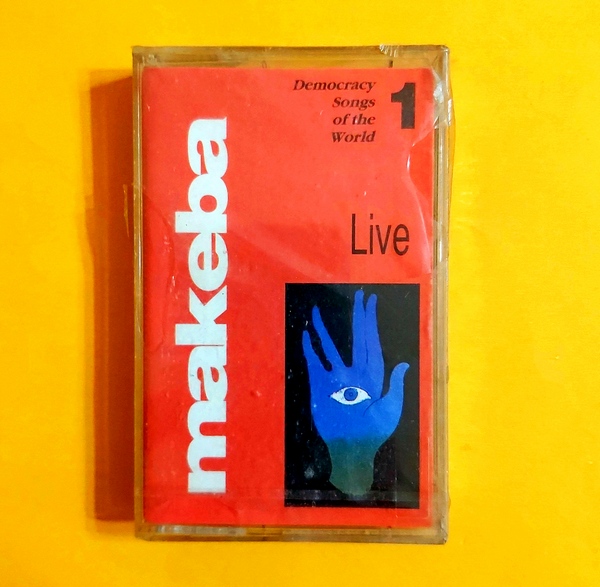 Democracy
Songs
of the
World
1
Live
makeba